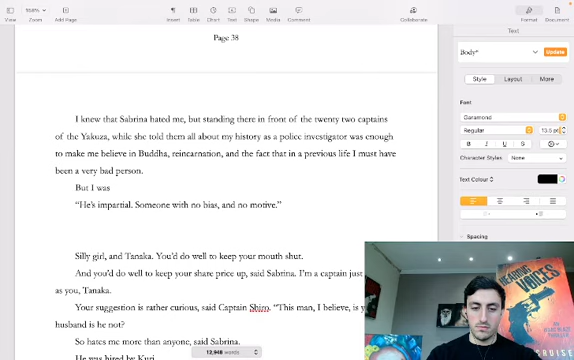 View Zoom Add Page Insert Table Chart Text Shape Media Comment Collaborate Format Document
Text
Page 38
Body* Update
Style Layout More
Font
Garamond
Regular 13.5 pt
B I U S
Character Styles None
Text Colour
Spacing
I knew that Sabrina hated me, but standing there in front of the twenty two captains
of the Yakuza, while she told them all about my history as a police investigator was enough
to make me believe in Buddha, reincarnation, and the fact that in a previous life I must have
been a very bad person.
But I was
“He’s impartial. Someone with no bias, and no motive.”
Silly girl, and Tanaka. You’d do well to keep your mouth shut.
And you’d do well to keep your share price up, said Sabrina. I’m a captain just
as you, Tanaka.
Your suggestion is rather curious, said Captain Shiro. “This man, I believe, is
husband is he not?
So hates me more than anyone, said Sabrina.
He was hired by Kuri
12,948 words
HEARING
VOICES
CRUISE